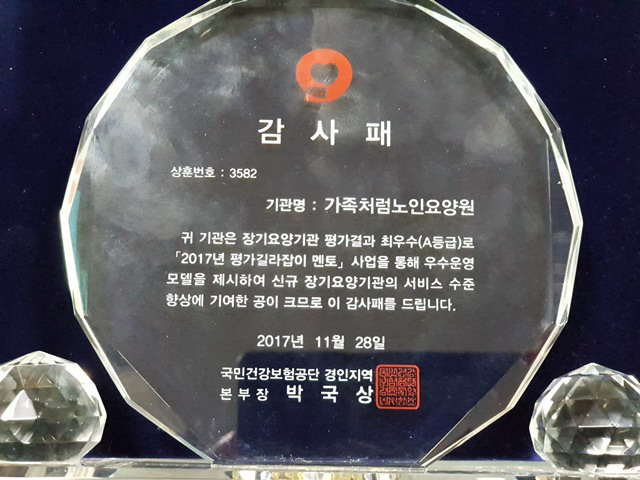 감 사 패
상훈번호 : 3582
기관명 : 가족처럼노인요양원
귀 기관은 장기요양기관 평가결과 최우수(A등급)로
「2017년 평가길라잡이 멘토」 사업을 통해 우수운영
모델을 제시하여 신규 장기요양기관의 서비스 수준
향상에 기여한 공이 크므로 이 감사패를 드립니다.
2017년 11월 28일
국민건강보험공단 경인지역
본부장 박국상